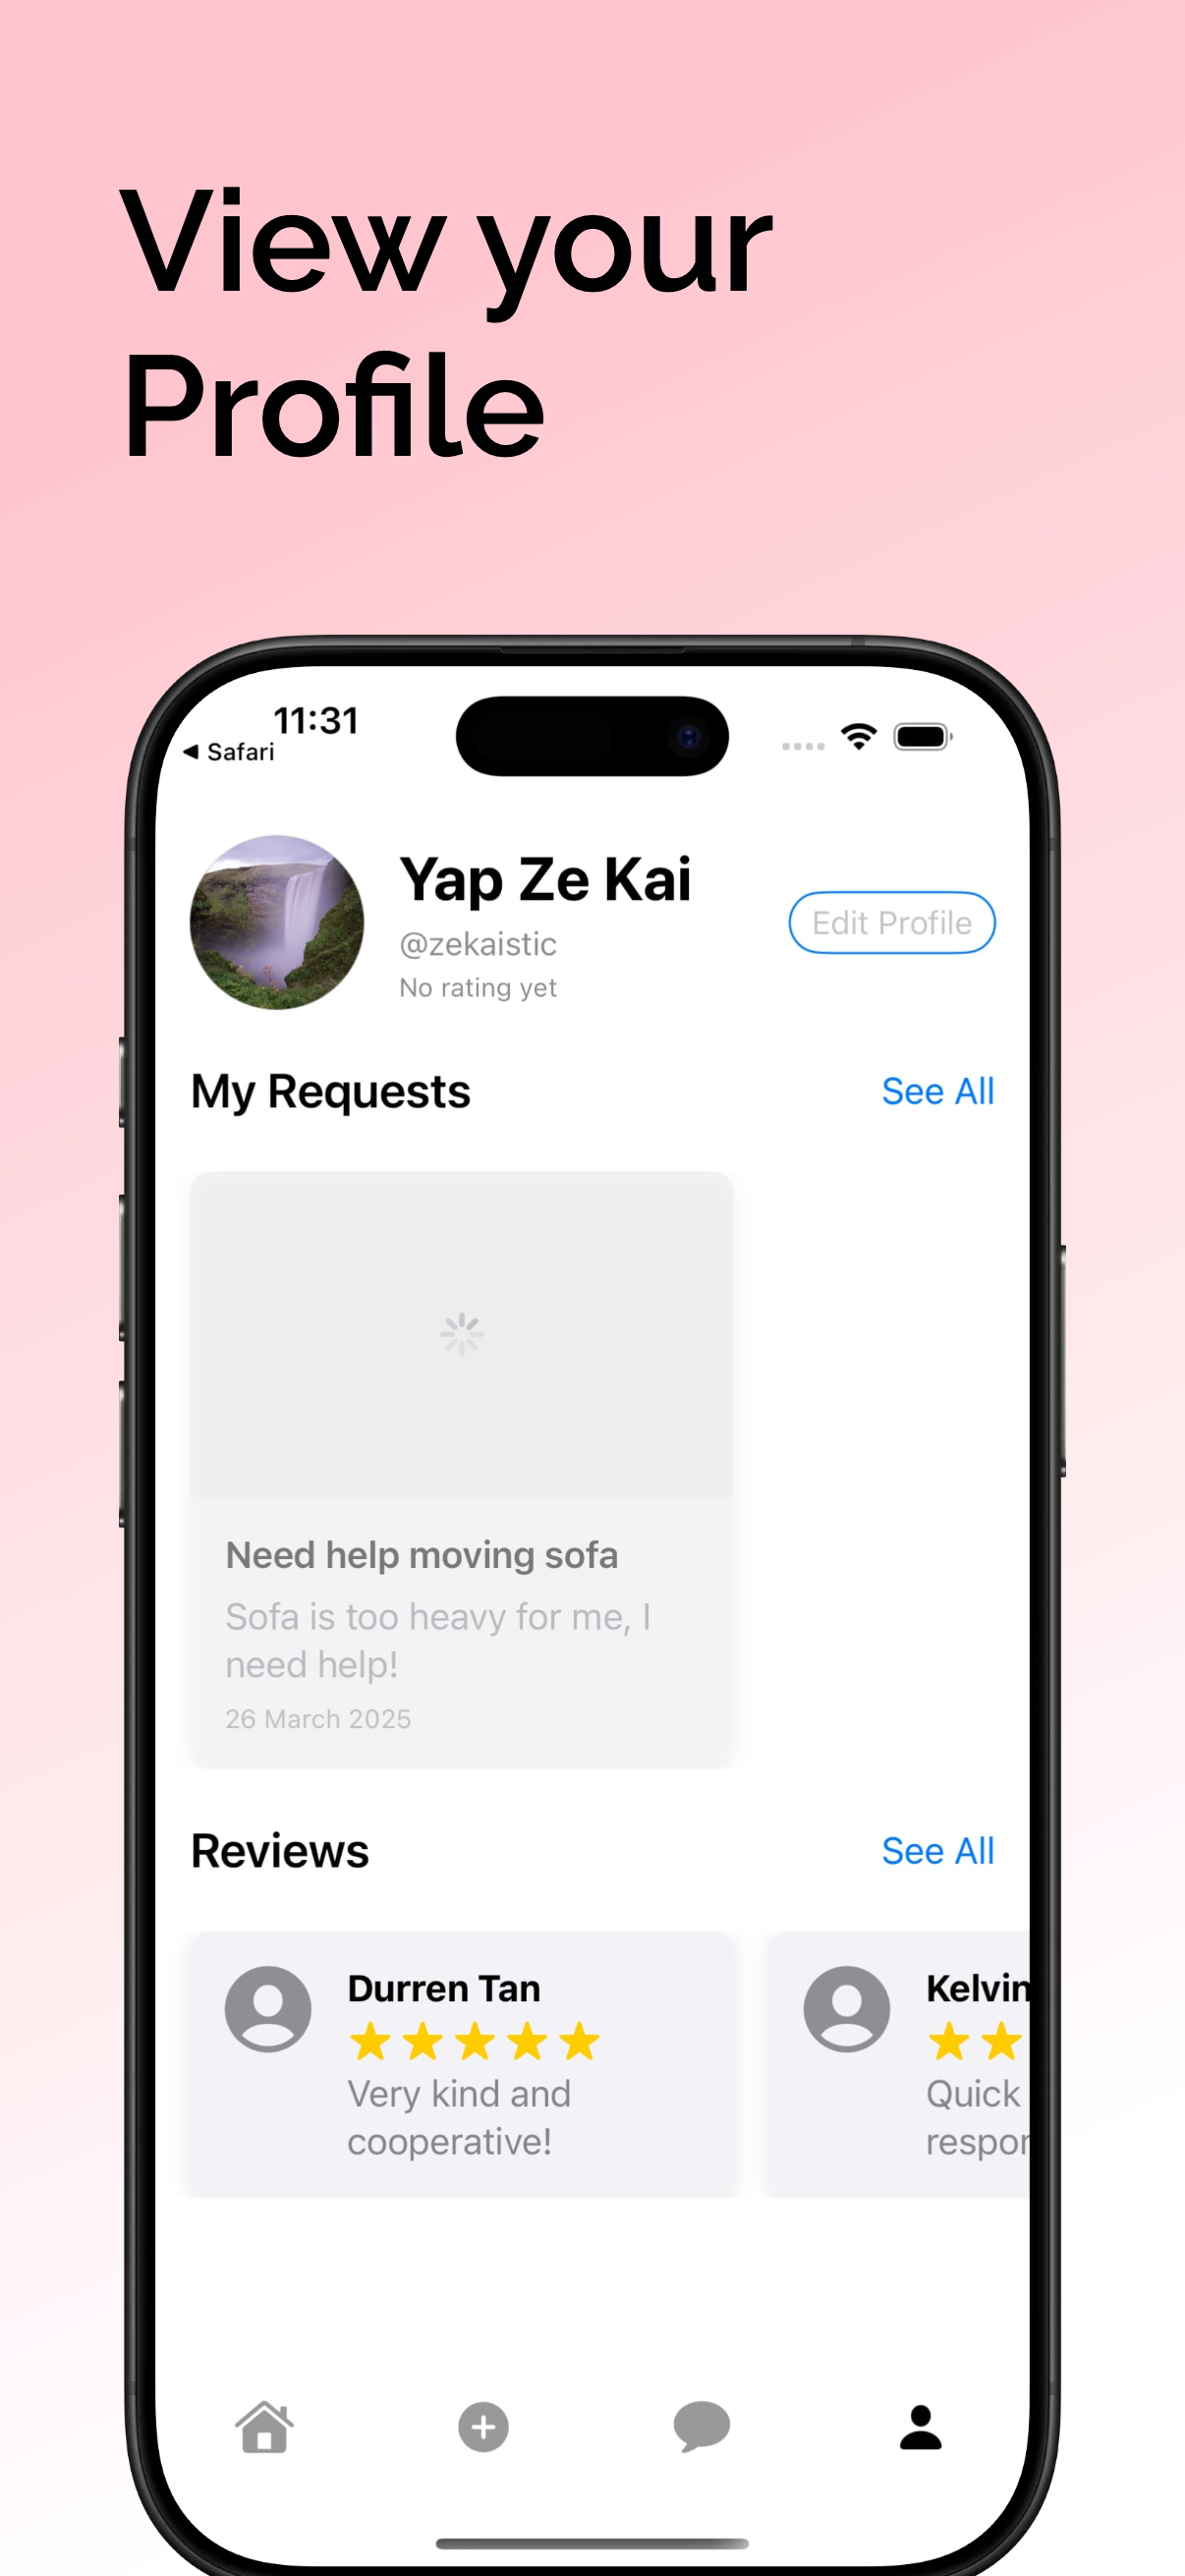 View your
Profile
11:31
◀ Safari
Yap Ze Kai
@zekaistic
No rating yet
Edit Profile
My Requests
See All
Need help moving sofa
Sofa is too heavy for me, I
need help!
26 March 2025
Reviews
See All
Durren Tan
Very kind and
cooperative!
Kelvin
Quick